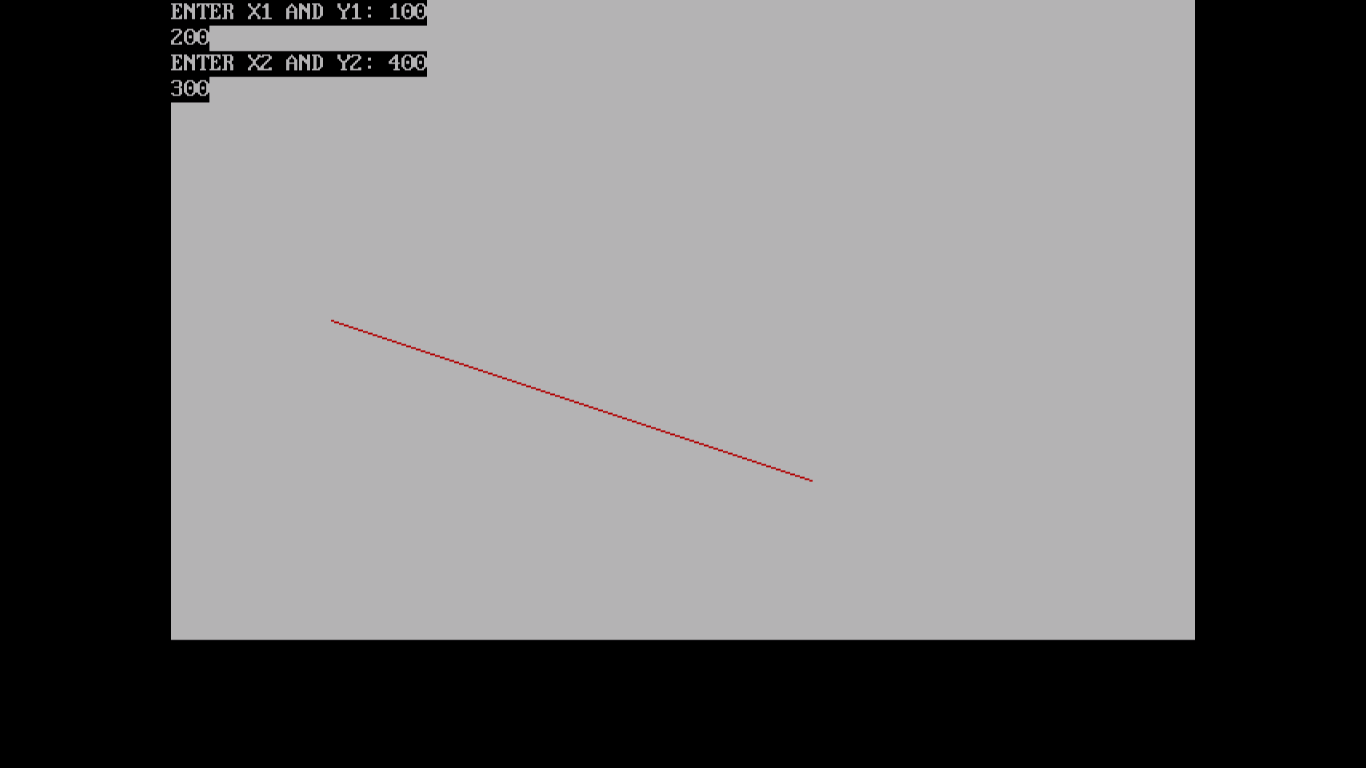 ENTER X1 AND Y1: 100
200
ENTER X2 AND Y2: 400
300